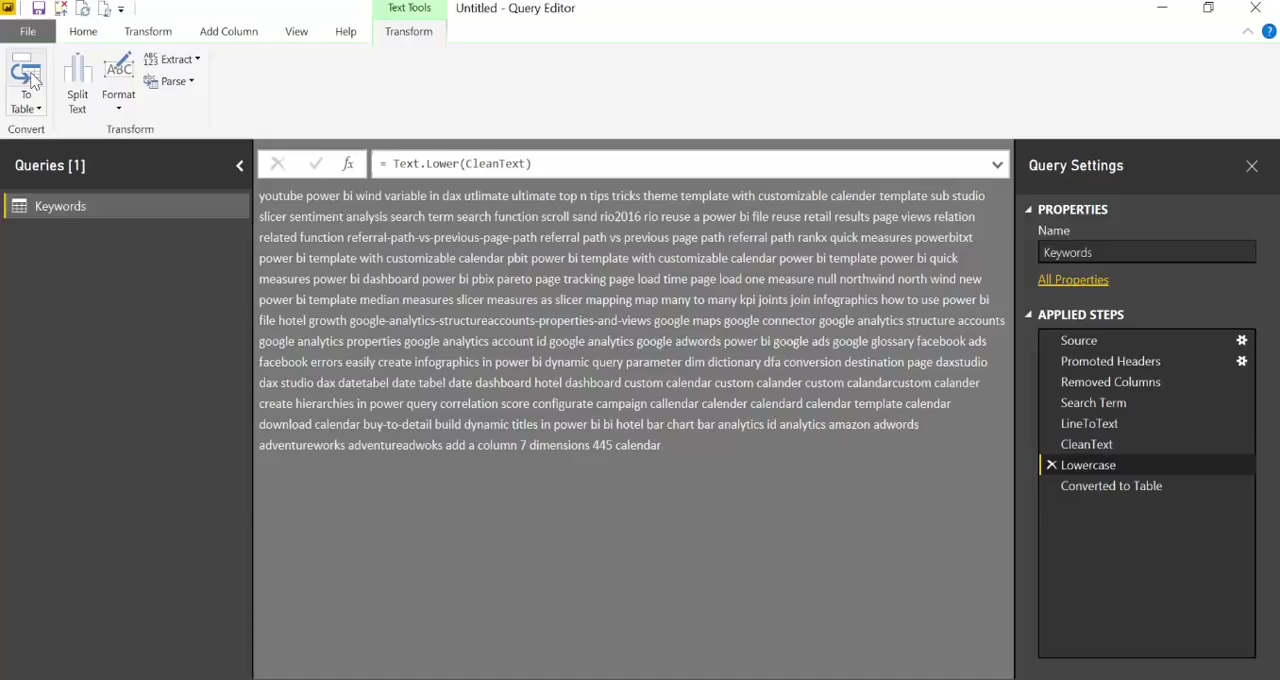 Text Tools
Untitled - Query Editor
File
Home
Transform
Add Column
View
Help
Transform
To
Table
Split
Text
ABC
Format
ABC
123
Extract
abc
Parse
Convert
Transform
Queries [1]
Keywords
fx
= Text.Lower(CleanText)
youtube power bi wind variable in dax utlimate ultimate top n tips tricks theme template with customizable calender template sub studio
slicer sentiment analysis search term search function scroll sand rio2016 rio reuse a power bi file reuse retail results page views relation
related function referral-path-vs-previous-page-path referral path vs previous page path referral path rankx quick measures powerbitxt
power bi template with customizable calendar pbit power bi template with customizable calendar power bi template power bi quick
measures power bi dashboard power bi pbix pareto page tracking page load time page load one measure null northwind north wind new
power bi template median measures slicer measures as slicer mapping map many to many kpi joints join infographics how to use power bi
file hotel growth google-analytics-structureaccounts-properties-and-views google maps google connector google analytics structure accounts
google analytics properties google analytics account id google analytics google adwords power bi google ads google glossary facebook ads
facebook errors easily create infographics in power bi dynamic query parameter dim dictionary dfa conversion destination page daxstudio
dax studio dax datetabel date tabel date dashboard hotel dashboard custom calendar custom calander custom calandarcustom calander
create hierarchies in power query correlation score configurate campaign callendar calender calendard calendar template calendar
download calendar buy-to-detail build dynamic titles in power bi bi hotel bar chart bar analytics id analytics amazon adwords
adventureworks adventureadwoks add a column 7 dimensions 445 calendar
Query Settings
PROPERTIES
Name
Keywords
All Properties
APPLIED STEPS
Source
Promoted Headers
Removed Columns
Search Term
LineToText
CleanText
Lowercase
Converted to Table